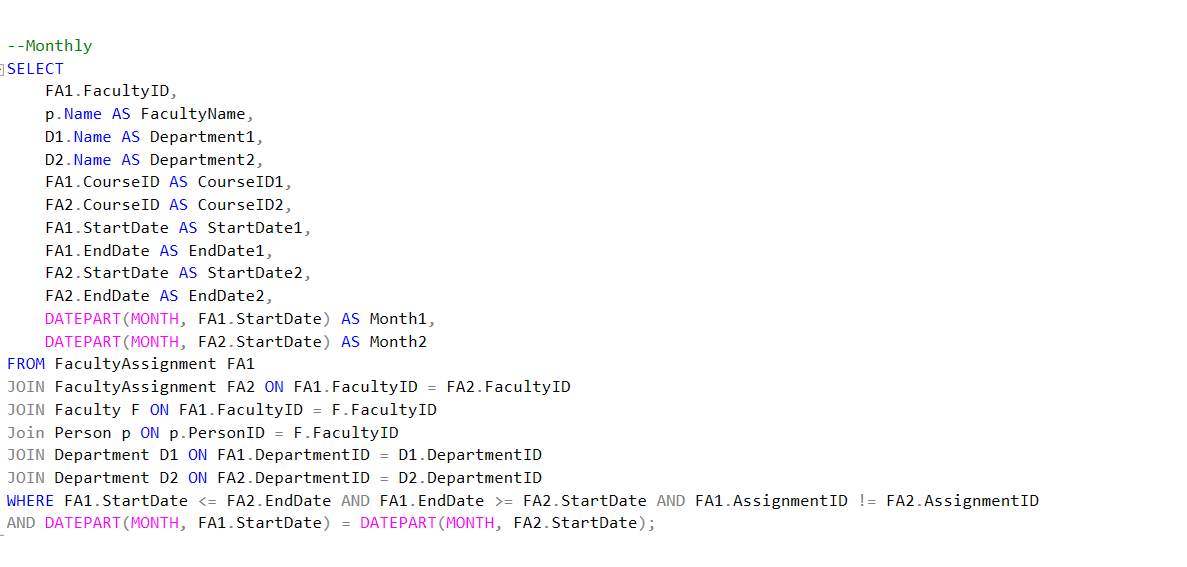 --Monthly
SELECT
    FA1.FacultyID,
    p.Name AS FacultyName,
    D1.Name AS Department1,
    D2.Name AS Department2,
    FA1.CourseID AS CourseID1,
    FA2.CourseID AS CourseID2,
    FA1.StartDate AS StartDate1,
    FA1.EndDate AS EndDate1,
    FA2.StartDate AS StartDate2,
    FA2.EndDate AS EndDate2,
    DATEPART(MONTH, FA1.StartDate) AS Month1,
    DATEPART(MONTH, FA2.StartDate) AS Month2
FROM FacultyAssignment FA1
JOIN FacultyAssignment FA2 ON FA1.FacultyID = FA2.FacultyID
JOIN Faculty F ON FA1.FacultyID = F.FacultyID
Join Person p ON p.PersonID = F.FacultyID
JOIN Department D1 ON FA1.DepartmentID = D1.DepartmentID
JOIN Department D2 ON FA2.DepartmentID = D2.DepartmentID
WHERE FA1.StartDate <= FA2.EndDate AND FA1.EndDate >= FA2.StartDate AND FA1.AssignmentID != FA2.AssignmentID
AND DATEPART(MONTH, FA1.StartDate) = DATEPART(MONTH, FA2.StartDate);